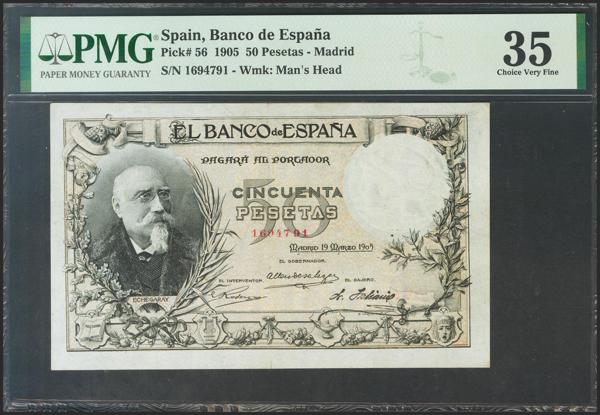 PMG
PAPER MONEY GUARANTY
Spain, Banco de España
Pick# 56 1905 50 Pesetas - Madrid
S/N 1694791 - Wmk: Man's Head
35
Choice Very Fine
EL BANCO de ESPAÑA
PAGARÁ AL PORTADOR
50
CINCUENTA
PESETAS
1694791
MADRID 19 MARZO 1905
EL GOBERNADOR.
EL INTERVENTOR.
EL CAJERO.
ECHEGARAY